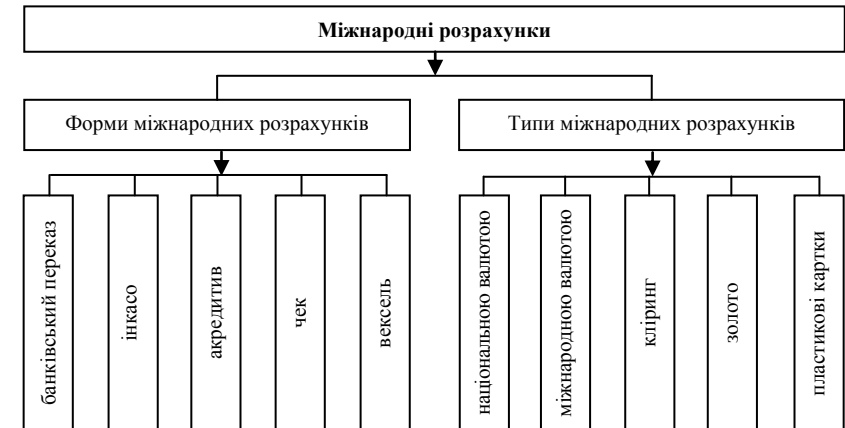 Міжнародні розрахунки
Форми міжнародних розрахунків
Типи міжнародних розрахунків
банківський переказ
інкасо
акредитив
чек
вексель
національною валютою
міжнародною валютою
кліринг
золото
пластикові картки